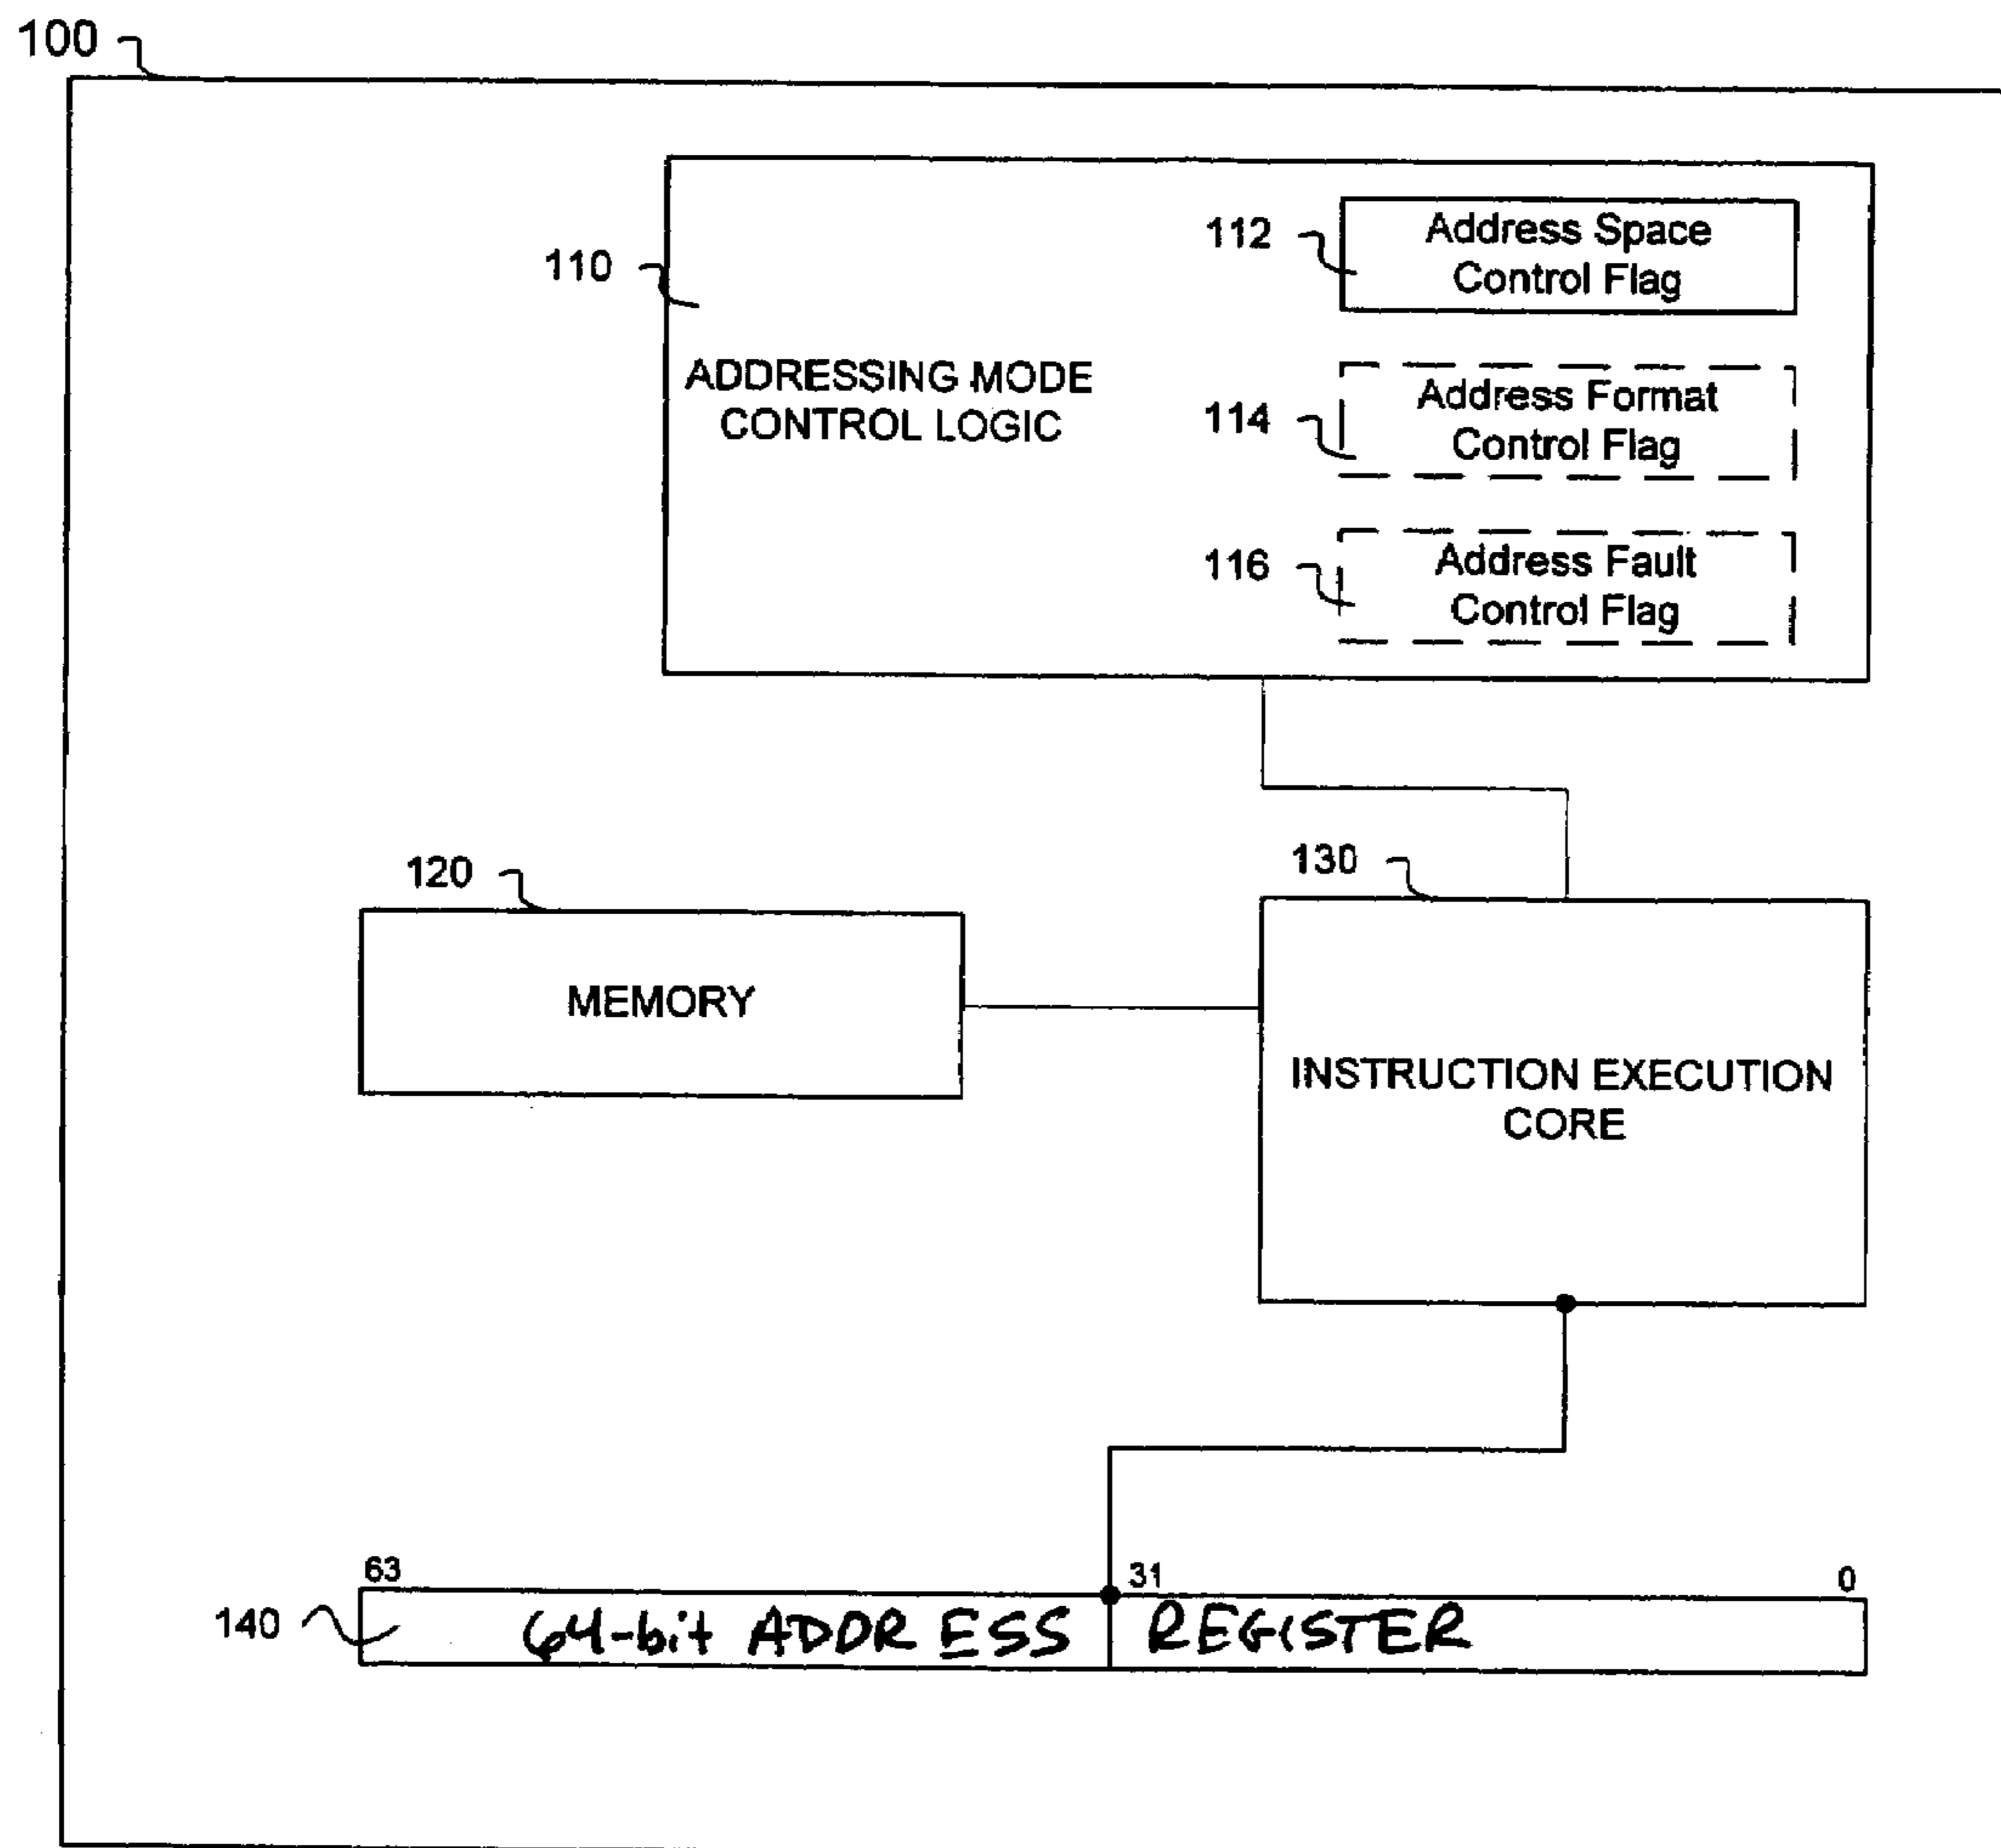 100
110
ADDRESSING MODE
CONTROL LOGIC
112
Address Space
Control Flag
114
Address Format
Control Flag
116
Address Fault
Control Flag
120
MEMORY
130
INSTRUCTION EXECUTION
CORE
63
31
0
140
64-bit ADDRESS REGISTER